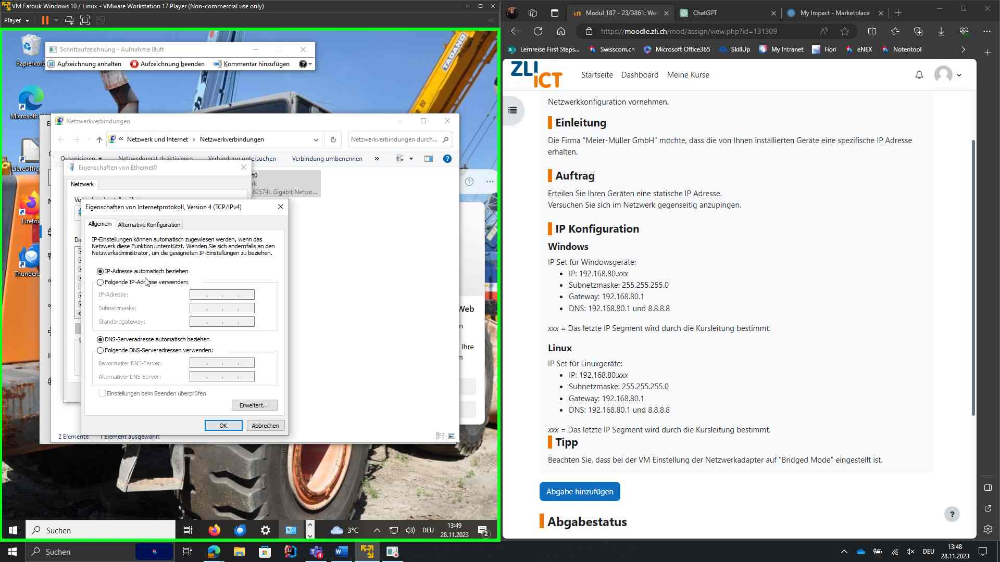 VM Farouk Windows 10 / Linux - VMware Workstation 17 Player (Non-commercial use only)
Player
Papierkorb
Microsoft
LibreOffic
Firefox
Thunderb
Schrittaufzeichnung - Aufnahme läuft
Aufzeichnung anhalten
Aufzeichnung beenden
Kommentar hinzufügen
Netzwerkverbindungen
Netzwerk und Internet
Netzwerkverbindungen
Netzwerkverbindungen durch...
Organisieren
Netzwerkgerät deaktivieren
Verbindung untersuchen
Verbindung umbenennen
»
et0
rk
82574L Gigabit Netwo...
Eigenschaften von Ethernet0
Netzwerk
Eigenschaften von Internetprotokoll, Version 4 (TCP/IPv4)
Allgemein
Alternative Konfiguration
IP-Einstellungen können automatisch zugewiesen werden, wenn das
Netzwerk diese Funktion unterstützt. Wenden Sie sich andernfalls an den
Netzwerkadministrator, um die geeigneten IP-Einstellungen zu beziehen.
IP-Adresse automatisch beziehen
Folgende IP-Adresse verwenden:
IP-Adresse:
Subnetzmaske:
Standardgateway:
DNS-Serveradresse automatisch beziehen
Folgende DNS-Serveradressen verwenden:
Bevorzugter DNS-Server:
Alternativer DNS-Server:
Einstellungen beim Beenden überprüfen
Erweitert...
OK
Abbrechen
2 Elemente
1 Element ausgewählt
Web
n
Ihre
m
TADANO
Suchen
3°C
DEU
13:49
28.11.2023
2
Modul 187 - 23/3861: Wer
ChatGPT
My Impact - Marketplace
https://moodle.zli.ch/mod/assign/view.php?id=131309
Lernreise First Steps...
Swisscom.ch
Microsoft Office365
SkillUp
My Intranet
Fiori
eNEX
Notentool
ZLI ICT
Startseite
Dashboard
Meine Kurse
Netzwerkkonfiguration vornehmen.
Einleitung
Die Firma "Meier-Müller GmbH" möchte, dass die von Ihnen installierten Geräte eine spezifische IP Adresse
erhalten.
Auftrag
Erteilen Sie Ihren Geräten eine statische IP Adresse.
Versuchen Sie sich im Netzwerk gegenseitig anzupingen.
IP Konfiguration
Windows
IP Set für Windowsgeräte:
• IP: 192.168.80.xxx
• Subnetzmaske: 255.255.255.0
• Gateway: 192.168.80.1
• DNS: 192.168.80.1 und 8.8.8.8
xxx = Das letzte IP Segment wird durch die Kursleitung bestimmt.
Linux
IP Set für Linuxgeräte:
• IP: 192.168.80.xxx
• Subnetzmaske: 255.255.255.0
• Gateway: 192.168.80.1
• DNS: 192.168.80.1 und 8.8.8.8
xxx = Das letzte IP Segment wird durch die Kursleitung bestimmt.
Tipp
Beachten Sie, dass bei der VM Einstellung der Netzwerkadapter auf "Bridged Mode" eingestellt ist.
Abgabe hinzufügen
Abgabestatus
?
Suchen
4
DEU
13:48
28.11.2023